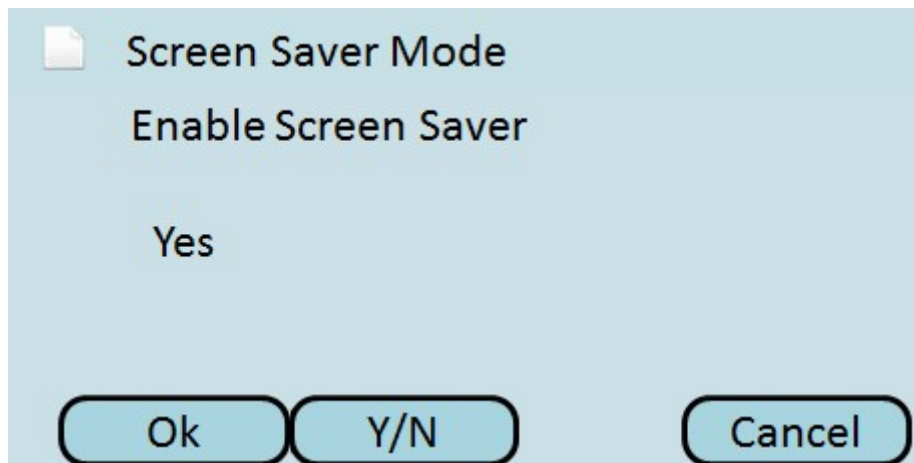 Screen Saver Mode
Enable Screen Saver
Yes
Ok Y/N Cancel